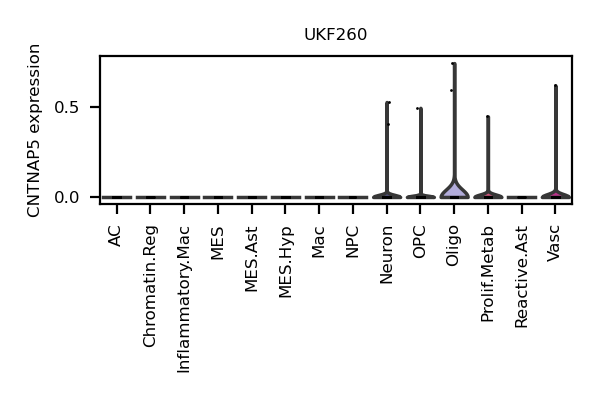 UKF260
CNTNAP5 expression
0.5
0.0
AC
Chromatin.Reg
Inflammatory.Mac
MES
MES.Ast
MES.Hyp
Mac
NPC
Neuron
OPC
Oligo
Prolif.Metab
Reactive.Ast
Vasc